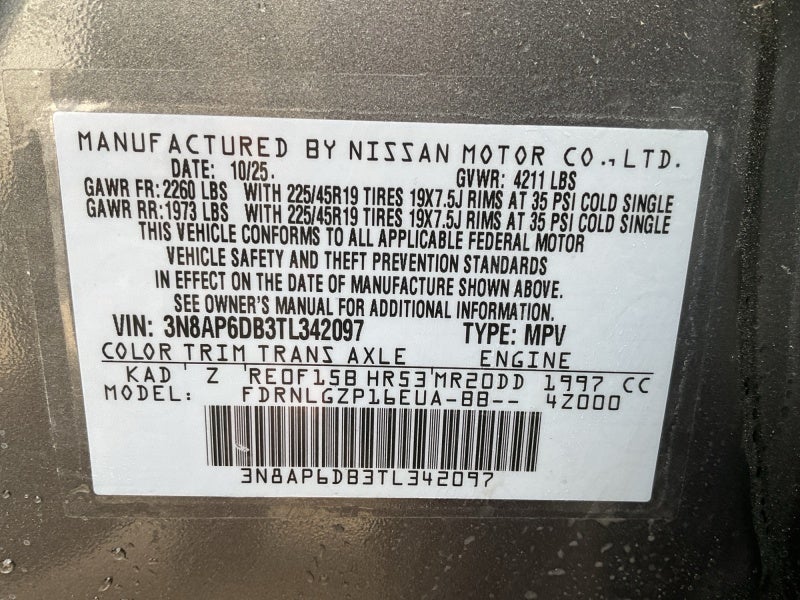 MANUFACTURED BY NISSAN MOTOR CO., LTD.
DATE: 10/25. GVWR: 4211 LBS
GAWR FR: 2260 LBS WITH 225/45R19 TIRES 19X7.5J RIMS AT 35 PSI COLD SINGLE
GAWR RR: 1973 LBS WITH 225/45R19 TIRES 19X7.5J RIMS AT 35 PSI COLD SINGLE
THIS VEHICLE CONFORMS TO ALL APPLICABLE FEDERAL MOTOR
VEHICLE SAFETY AND THEFT PREVENTION STANDARDS
IN EFFECT ON THE DATE OF MANUFACTURE SHOWN ABOVE.
SEE OWNER'S MANUAL FOR ADDITIONAL INFORMATION.
VIN: 3N8AP6DB3TL342097 TYPE: MPV
COLOR TRIM TRANS AXLE ENGINE
KAD Z RE0F15B HR53 MR20DD 1997 CC
MODEL: FDRNLGZP16EUA-BB-- 4Z000
3N8AP6DB3TL342097